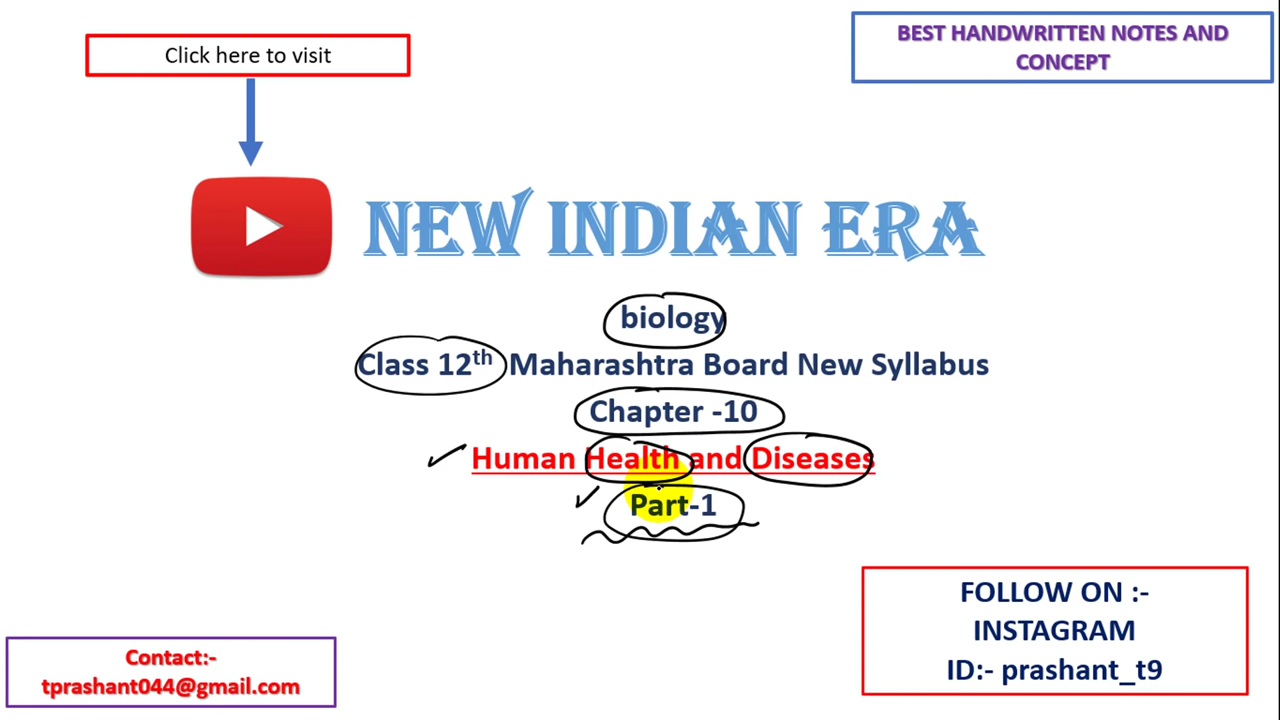 Click here to visit
BEST HANDWRITTEN NOTES AND
CONCEPT
NEW INDIAN ERA
biology
Class 12th Maharashtra Board New Syllabus
Chapter -10
Human Health and Diseases
Part-1
FOLLOW ON :-
INSTAGRAM
ID:- prashant_t9
Contact:-
tprashant044@gmail.com